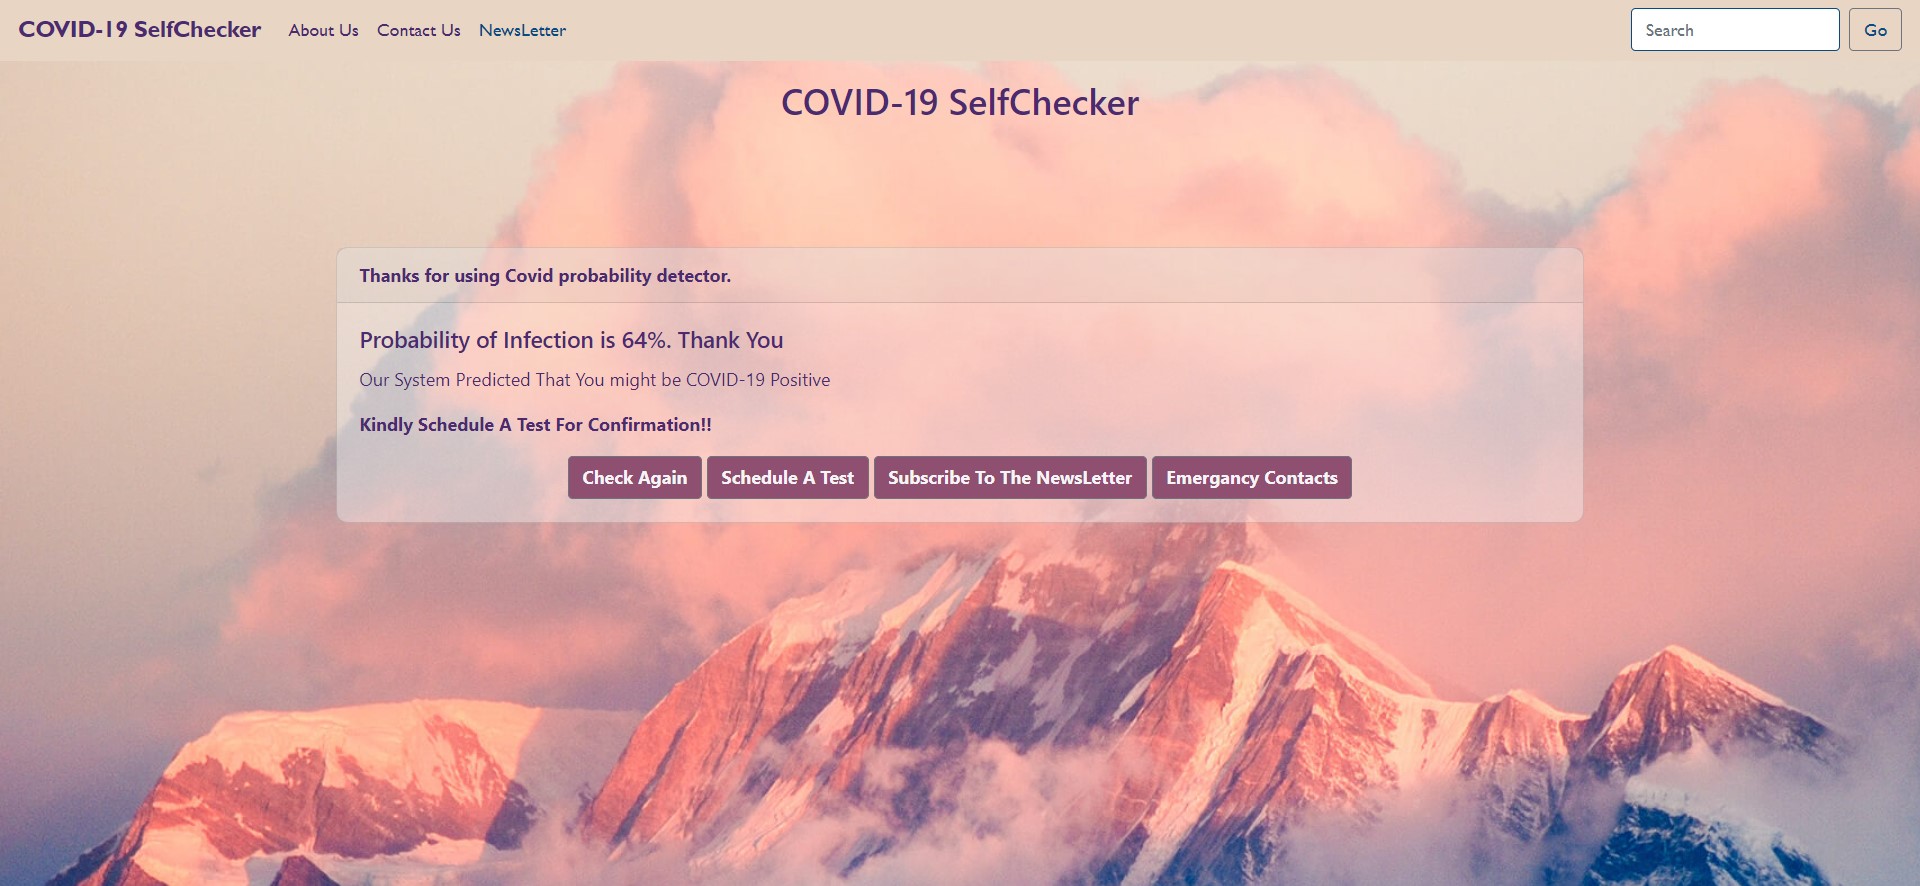 COVID-19 SelfChecker About Us Contact Us NewsLetter Search Go
COVID-19 SelfChecker
Thanks for using Covid probability detector.
Probability of Infection is 64%. Thank You
Our System Predicted That You might be COVID-19 Positive
Kindly Schedule A Test For Confirmation!!
Check Again Schedule A Test Subscribe To The NewsLetter Emergancy Contacts